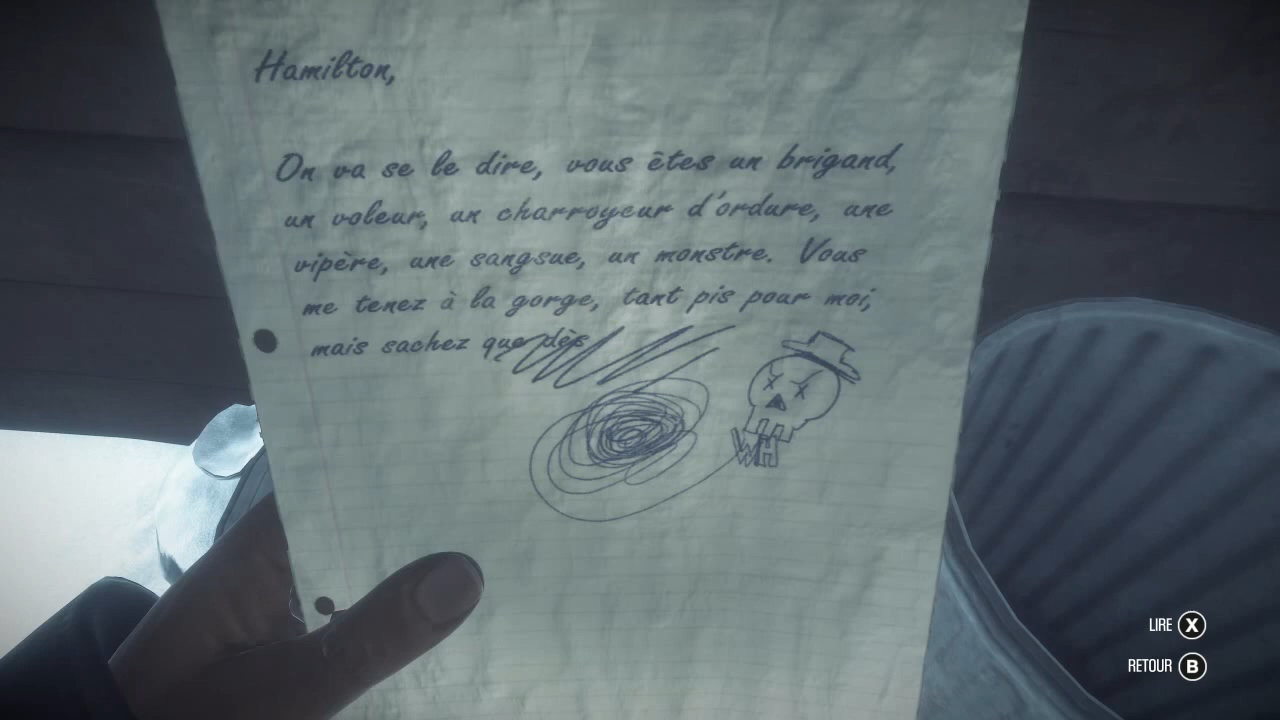 Hamilton,
On va se le dire, vous êtes un brigand,
un voleur, un charroyeur d'ordure, une
vipère, une sangsue, un monstre. Vous
me tenez à la gorge, tant pis pour moi,
mais sachez que dès
WH
LIRE X
RETOUR B